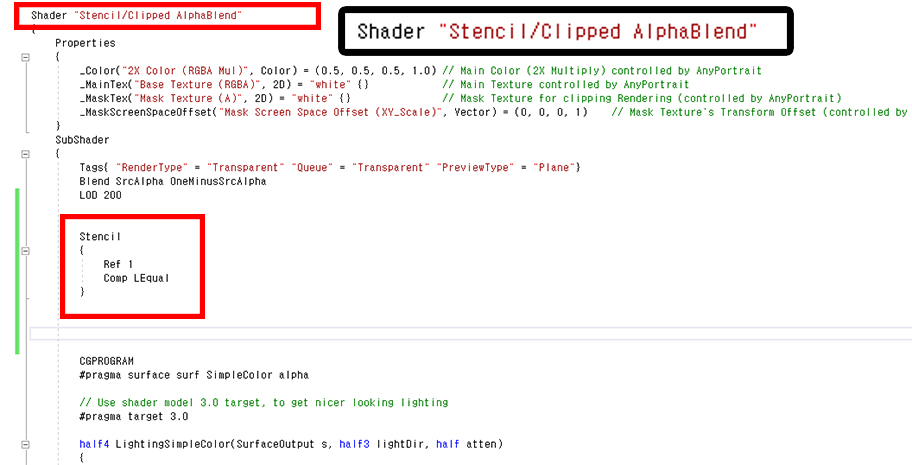 Shader "Stencil/Clipped AlphaBlend"
Shader "Stencil/Clipped AlphaBlend"
{
Properties
{
_Color("2X Color (RGBA Mul)", Color) = (0.5, 0.5, 0.5, 1.0) // Main Color (2X Multiply) controlled by AnyPortrait
_MainTex("Base Texture (RGBA)", 2D) = "white" {} // Main Texture controlled by AnyPortrait
_MaskTex("Mask Texture (A)", 2D) = "white" {} // Mask Texture for clipping Rendering (controlled by AnyPortrait)
_MaskScreenSpaceOffset("Mask Screen Space Offset (XY_Scale)", Vector) = (0, 0, 0, 1) // Mask Texture's Transform Offset (controlled by
}
SubShader
{
Tags{ "RenderType" = "Transparent" "Queue" = "Transparent" "PreviewType" = "Plane"}
Blend SrcAlpha OneMinusSrcAlpha
LOD 200
Stencil
{
Ref 1
Comp LEqual
}
CGPROGRAM
#pragma surface surf SimpleColor alpha
// Use shader model 3.0 target, to get nicer looking lighting
#pragma target 3.0
half4 LightingSimpleColor(SurfaceOutput s, half3 lightDir, half atten)
{